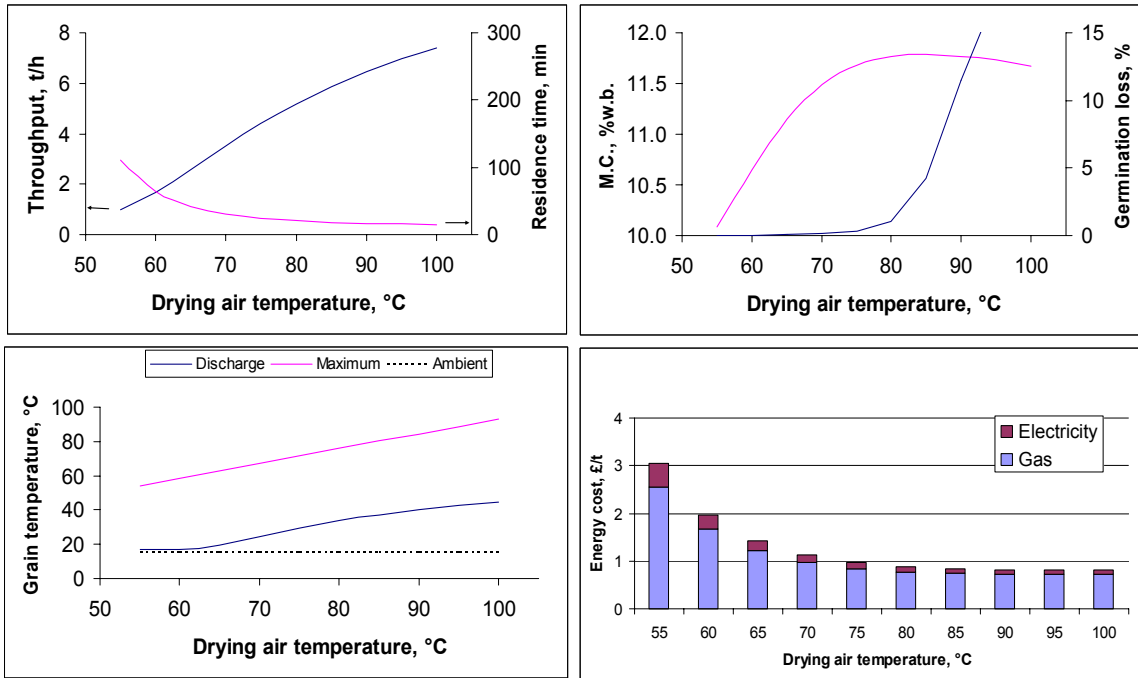 Throughput, t/h
8
6
4
2
0
300
200
100
0
Residence time, min
50 60 70 80 90 100
Drying air temperature, °C
M.C., %w.b.
12.0
11.5
11.0
10.5
10.0
15
10
5
0
Germination loss, %
50 60 70 80 90 100
Drying air temperature, °C
Discharge Maximum Ambient
Grain temperature, °C
100
80
60
40
20
0
50 60 70 80 90 100
Drying air temperature, °C
Electricity
Gas
Energy cost, £/t
4
3
2
1
0
55 60 65 70 75 80 85 90 95 100
Drying air temperature, °C